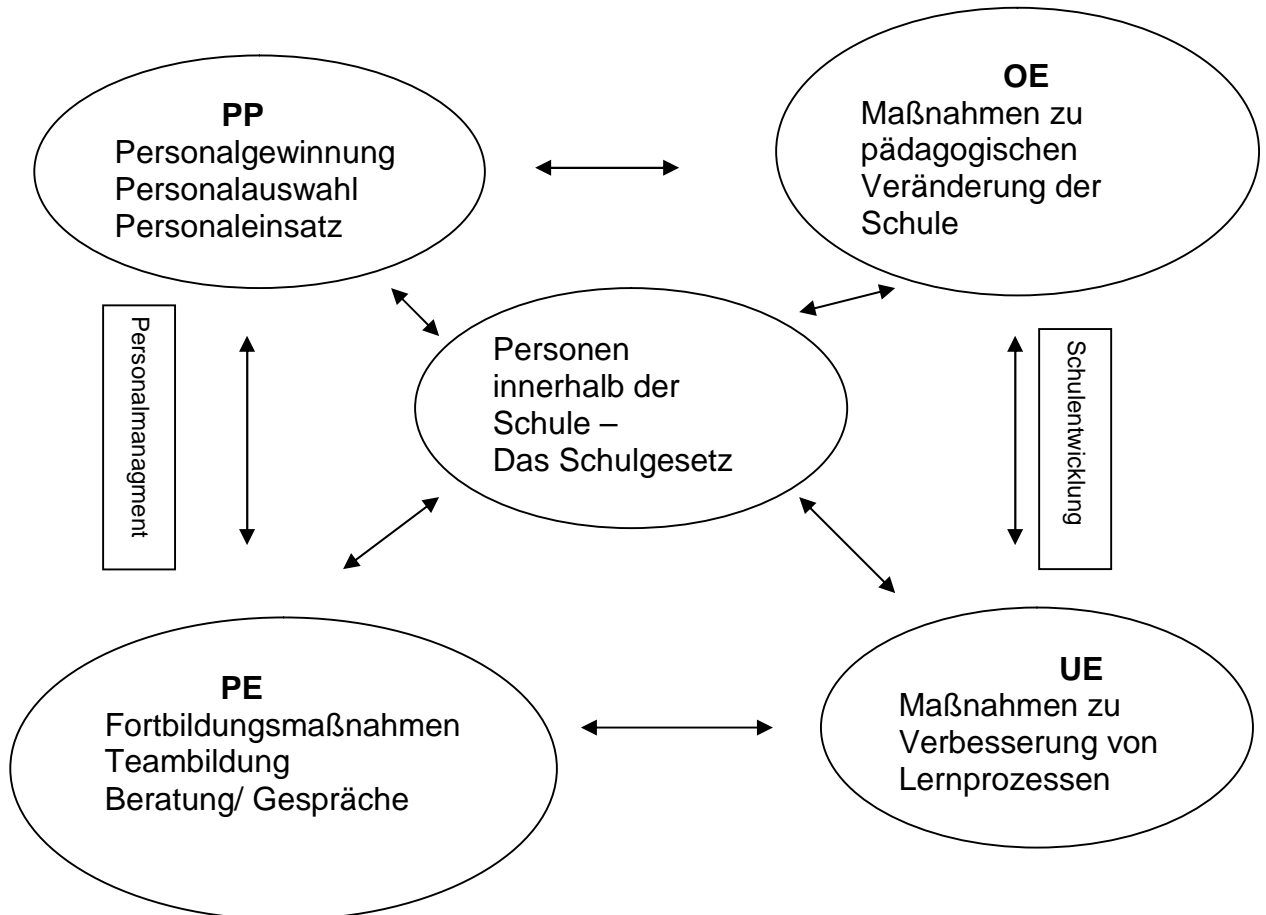 PP
Personalgewinnung
Personalauswahl
Personaleinsatz
OE
Maßnahmen zu
pädagogischen
Veränderung der
Schule
Personalmanagment
Personen
innerhalb der
Schule –
Das Schulgesetz
Schulentwicklung
PE
Fortbildungsmaßnahmen
Teambildung
Beratung/ Gespräche
UE
Maßnahmen zu
Verbesserung von
Lernprozessen